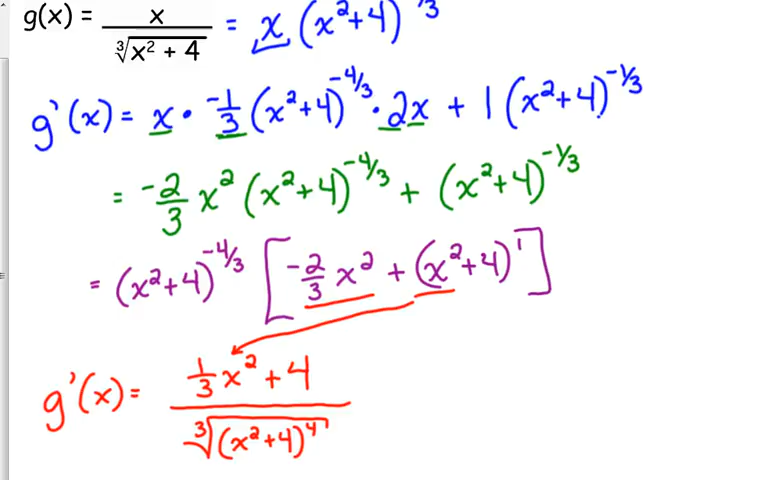 g(x) = x / ∛(x² + 4) = x (x²+4) ⁄3
g'(x) = x · -1/3 (x²+4)^-4/3 · 2x + 1 (x²+4)^-1/3
= -2/3 x² (x²+4)^-4/3 + (x²+4)^-1/3
= (x²+4)^-4/3 [ -2/3 x² + (x²+4)^1 ]
g'(x) = (1/3 x² + 4) / ∛((x²+4)^4)